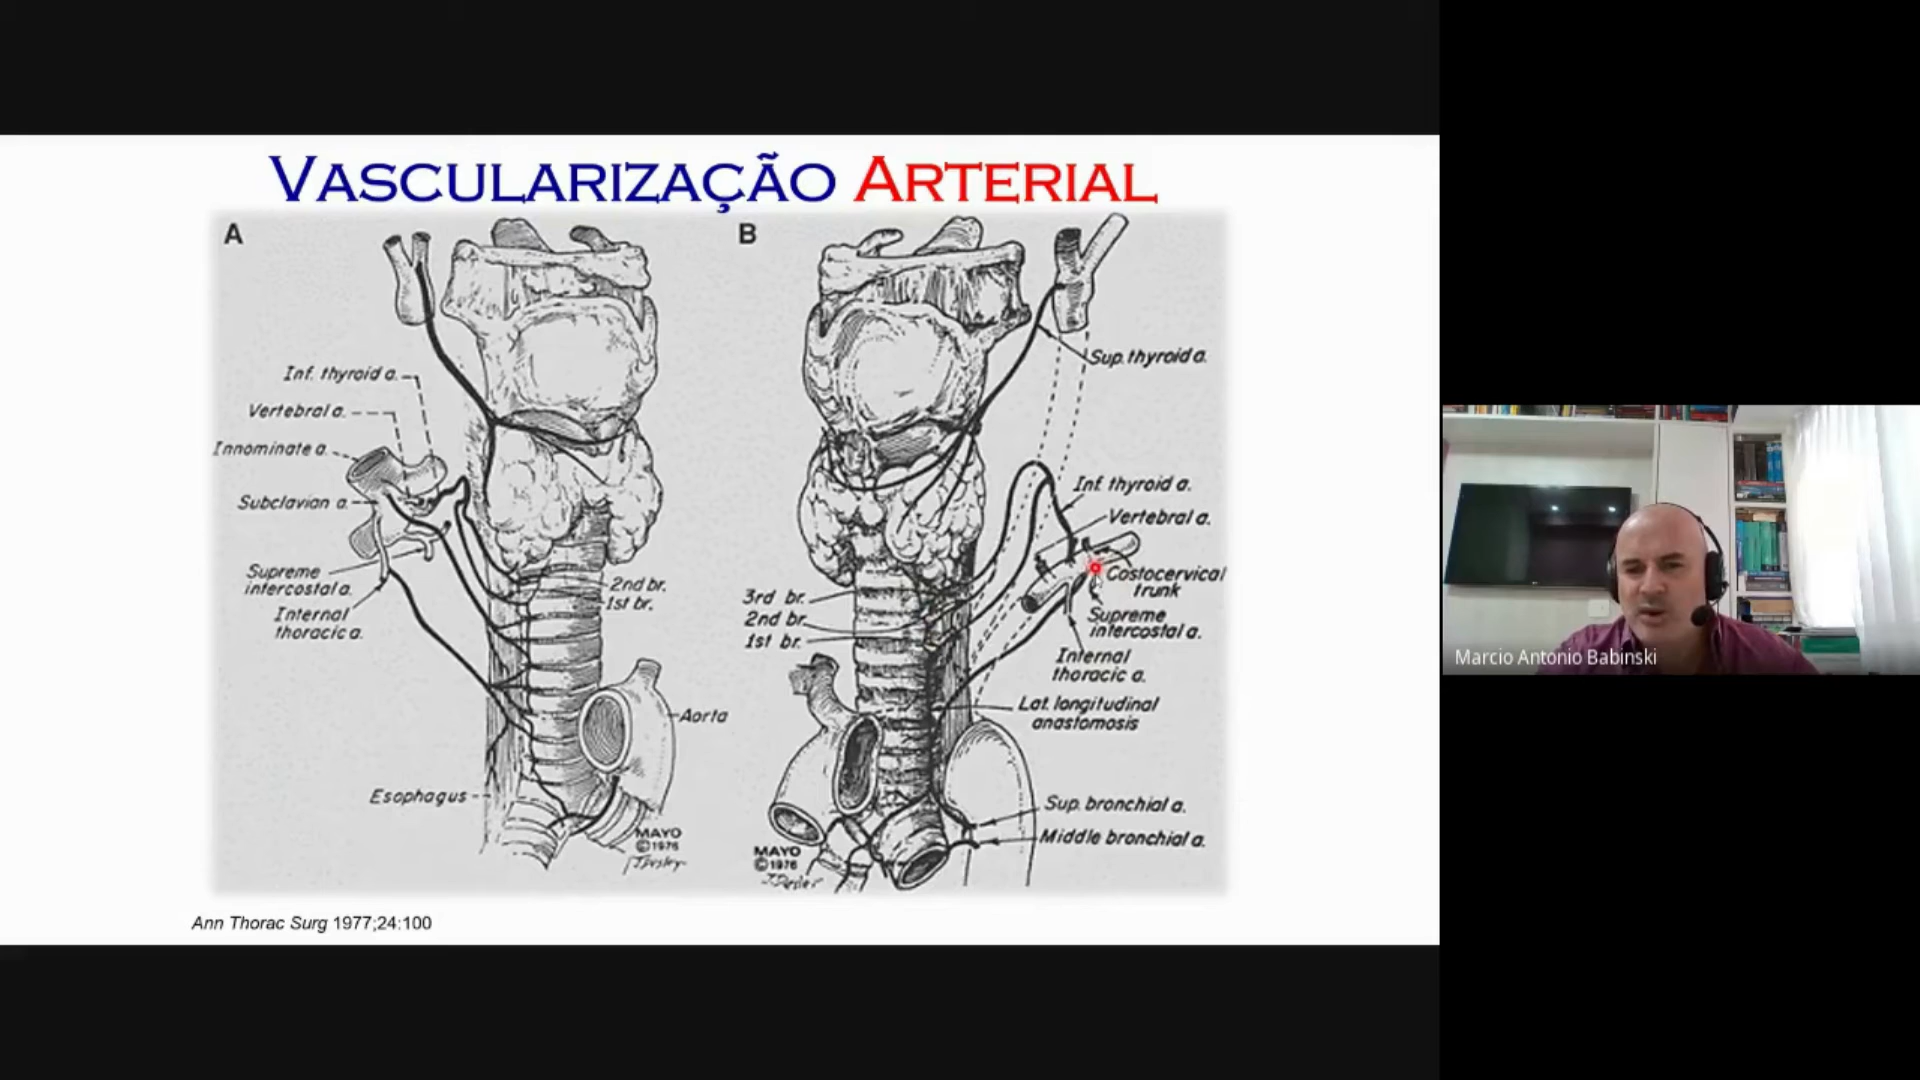 VASCULARIZAÇÃO ARTERIAL
A
Inf. thyroid a.
Vertebral a.
Innominate a.
Subclavian a.
Supreme
intercostal a.
Internal
thoracic a.
2nd br.
1st br.
Aorta
Esophagus
MAYO
©1976
B
Sup. thyroid a.
Inf. thyroid a.
Vertebral a.
Costocervical
trunk
Supreme
intercostal a.
Internal
thoracic a.
3rd br.
2nd br.
1st br.
Lat. longitudinal
anastomosis
Sup. bronchial a.
Middle bronchial a.
MAYO
©1976
Ann Thorac Surg 1977;24:100
Marcio Antonio Babinski